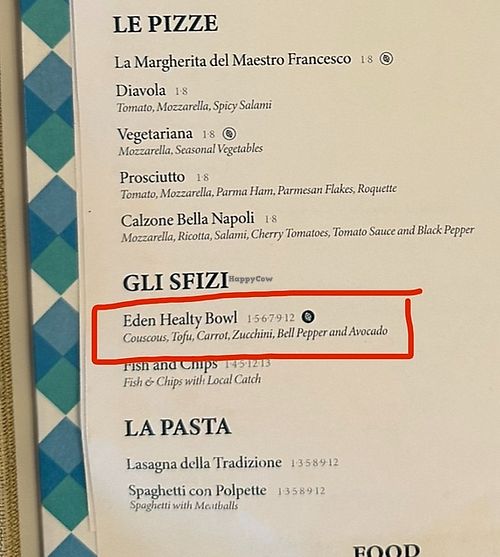 LE PIZZE
La Margherita del Maestro Francesco 1·8
Diavola 1·8
Tomato, Mozzarella, Spicy Salami
Vegetariana 1·8
Mozzarella, Seasonal Vegetables
Prosciutto 1·8
Tomato, Mozzarella, Parma Ham, Parmesan Flakes, Roquette
Calzone Bella Napoli 1·8
Mozzarella, Ricotta, Salami, Cherry Tomatoes, Tomato Sauce and Black Pepper
GLI SFIZI
HappyCow
Eden Healty Bowl 1·5·6·7·9·12
Couscous, Tofu, Carrot, Zucchini, Bell Pepper and Avocado
Fish and Chips 1·4·5·12·13
Fish & Chips with Local Catch
LA PASTA
Lasagna della Tradizione 1·3·5·8·9·12
Spaghetti con Polpette 1·3·5·8·9·12
Spaghetti with Meatballs
FOOD